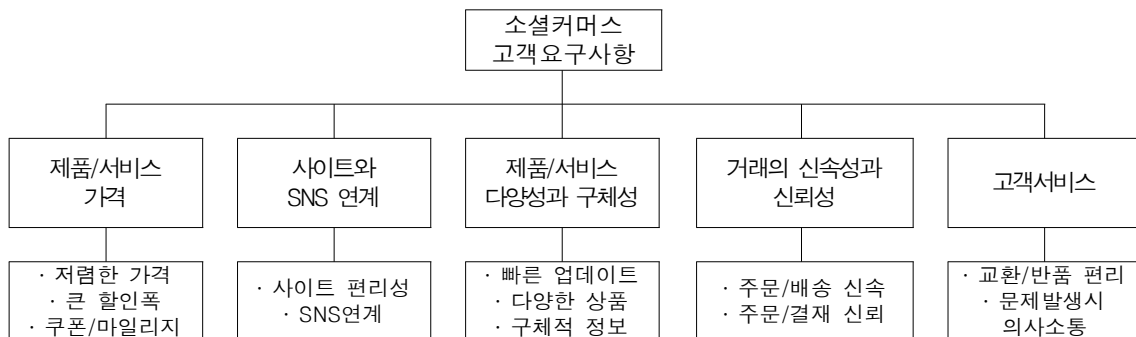 소셜커머스
고객요구사항
제품/서비스
가격
사이트와
SNS 연계
제품/서비스
다양성과 구체성
거래의 신속성과
신뢰성
고객서비스
· 저렴한 가격
· 큰 할인폭
· 쿠폰/마일리지
· 사이트 편리성
· SNS연계
· 빠른 업데이트
· 다양한 상품
· 구체적 정보
· 주문/배송 신속
· 주문/결재 신뢰
· 교환/반품 편리
· 문제발생시
의사소통